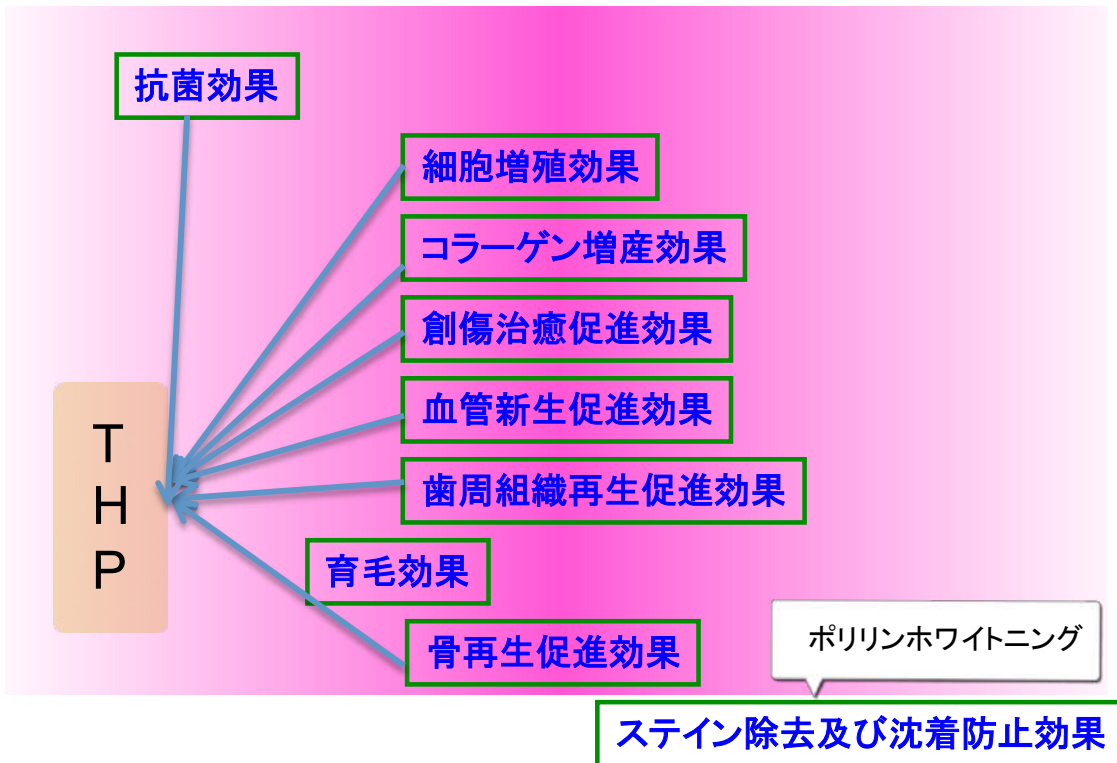 抗菌効果
細胞増殖効果
コラーゲン増産効果
創傷治癒促進効果
血管新生促進効果
THP
歯周組織再生促進効果
育毛効果
骨再生促進効果
ポリリンホワイトニング
ステイン除去及び沈着防止効果